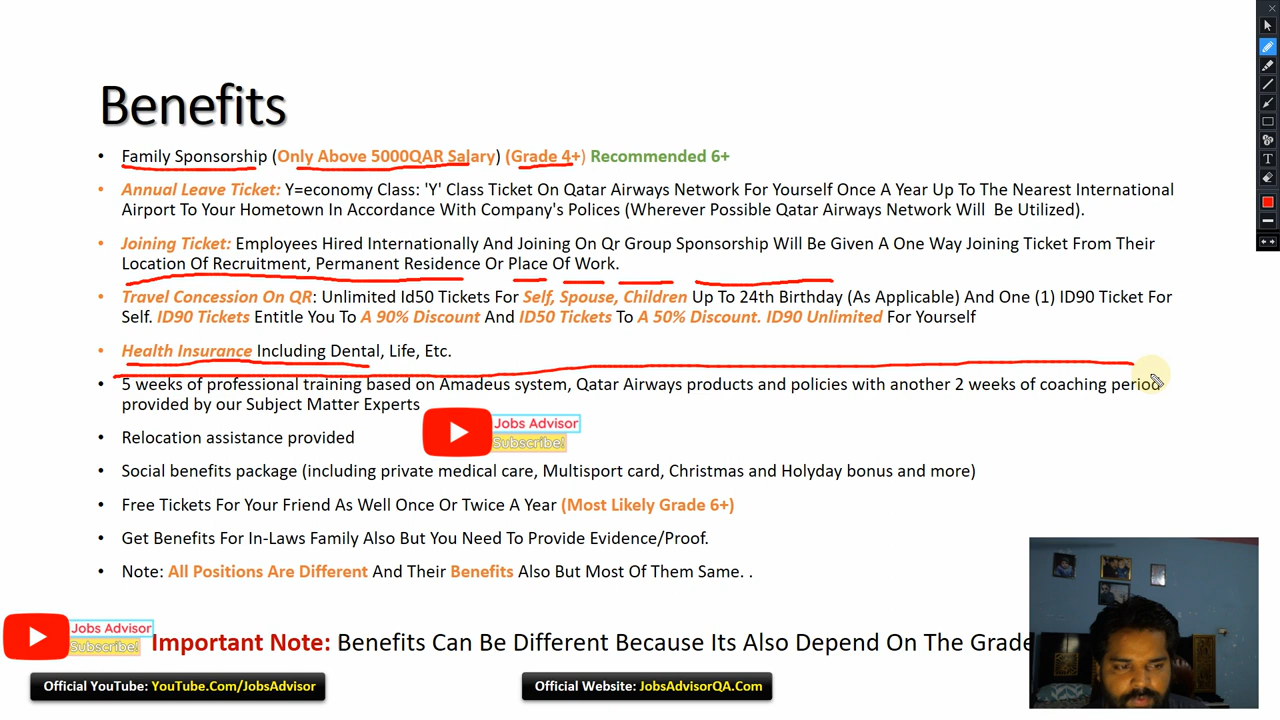 Benefits
• Family Sponsorship (Only Above 5000QAR Salary) (Grade 4+) Recommended 6+
• Annual Leave Ticket: Y=economy Class: 'Y' Class Ticket On Qatar Airways Network For Yourself Once A Year Up To The Nearest International
Airport To Your Hometown In Accordance With Company's Polices (Wherever Possible Qatar Airways Network Will Be Utilized).
• Joining Ticket: Employees Hired Internationally And Joining On Qr Group Sponsorship Will Be Given A One Way Joining Ticket From Their
Location Of Recruitment, Permanent Residence Or Place Of Work.
• Travel Concession On QR: Unlimited Id50 Tickets For Self, Spouse, Children Up To 24th Birthday (As Applicable) And One (1) ID90 Ticket For
Self. ID90 Tickets Entitle You To A 90% Discount And ID50 Tickets To A 50% Discount. ID90 Unlimited For Yourself
• Health Insurance Including Dental, Life, Etc.
• 5 weeks of professional training based on Amadeus system, Qatar Airways products and policies with another 2 weeks of coaching period
provided by our Subject Matter Experts
Jobs Advisor
Subscribe!
• Relocation assistance provided
• Social benefits package (including private medical care, Multisport card, Christmas and Holyday bonus and more)
• Free Tickets For Your Friend As Well Once Or Twice A Year (Most Likely Grade 6+)
• Get Benefits For In-Laws Family Also But You Need To Provide Evidence/Proof.
• Note: All Positions Are Different And Their Benefits Also But Most Of Them Same. .
Jobs Advisor
Subscribe!
Important Note: Benefits Can Be Different Because Its Also Depend On The Grade
Official YouTube: YouTube.Com/JobsAdvisor
Official Website: JobsAdvisorQA.Com